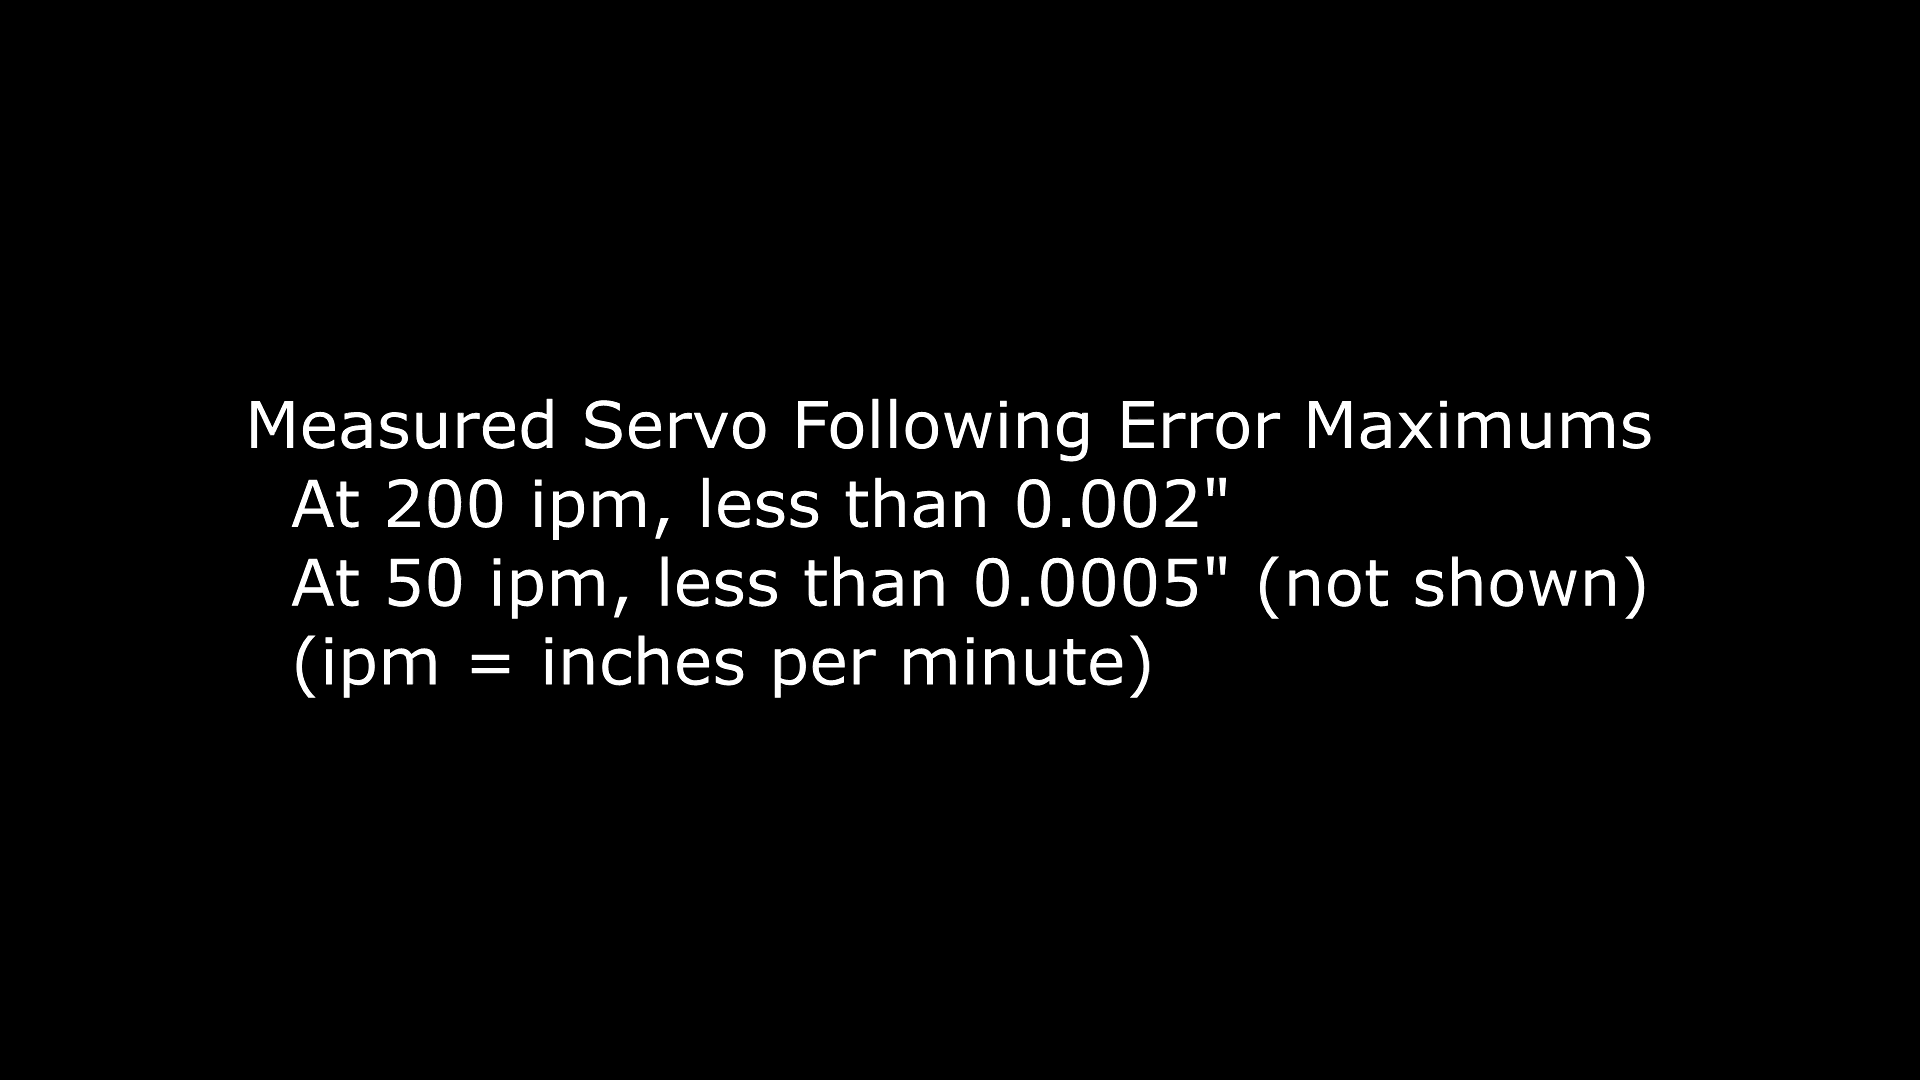 Measured Servo Following Error Maximums
At 200 ipm, less than 0.002"
At 50 ipm, less than 0.0005" (not shown)
(ipm = inches per minute)